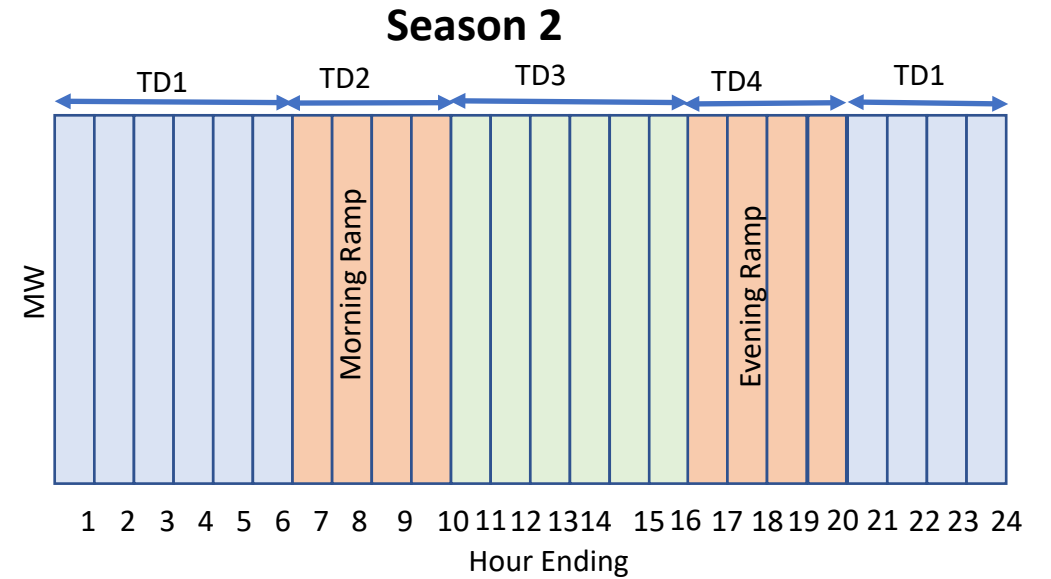 Season 2
TD1 TD2 TD3 TD4 TD1
MW
Morning Ramp
Evening Ramp
1 2 3 4 5 6 7 8 9 10 11 12 13 14 15 16 17 18 19 20 21 22 23 24
Hour Ending